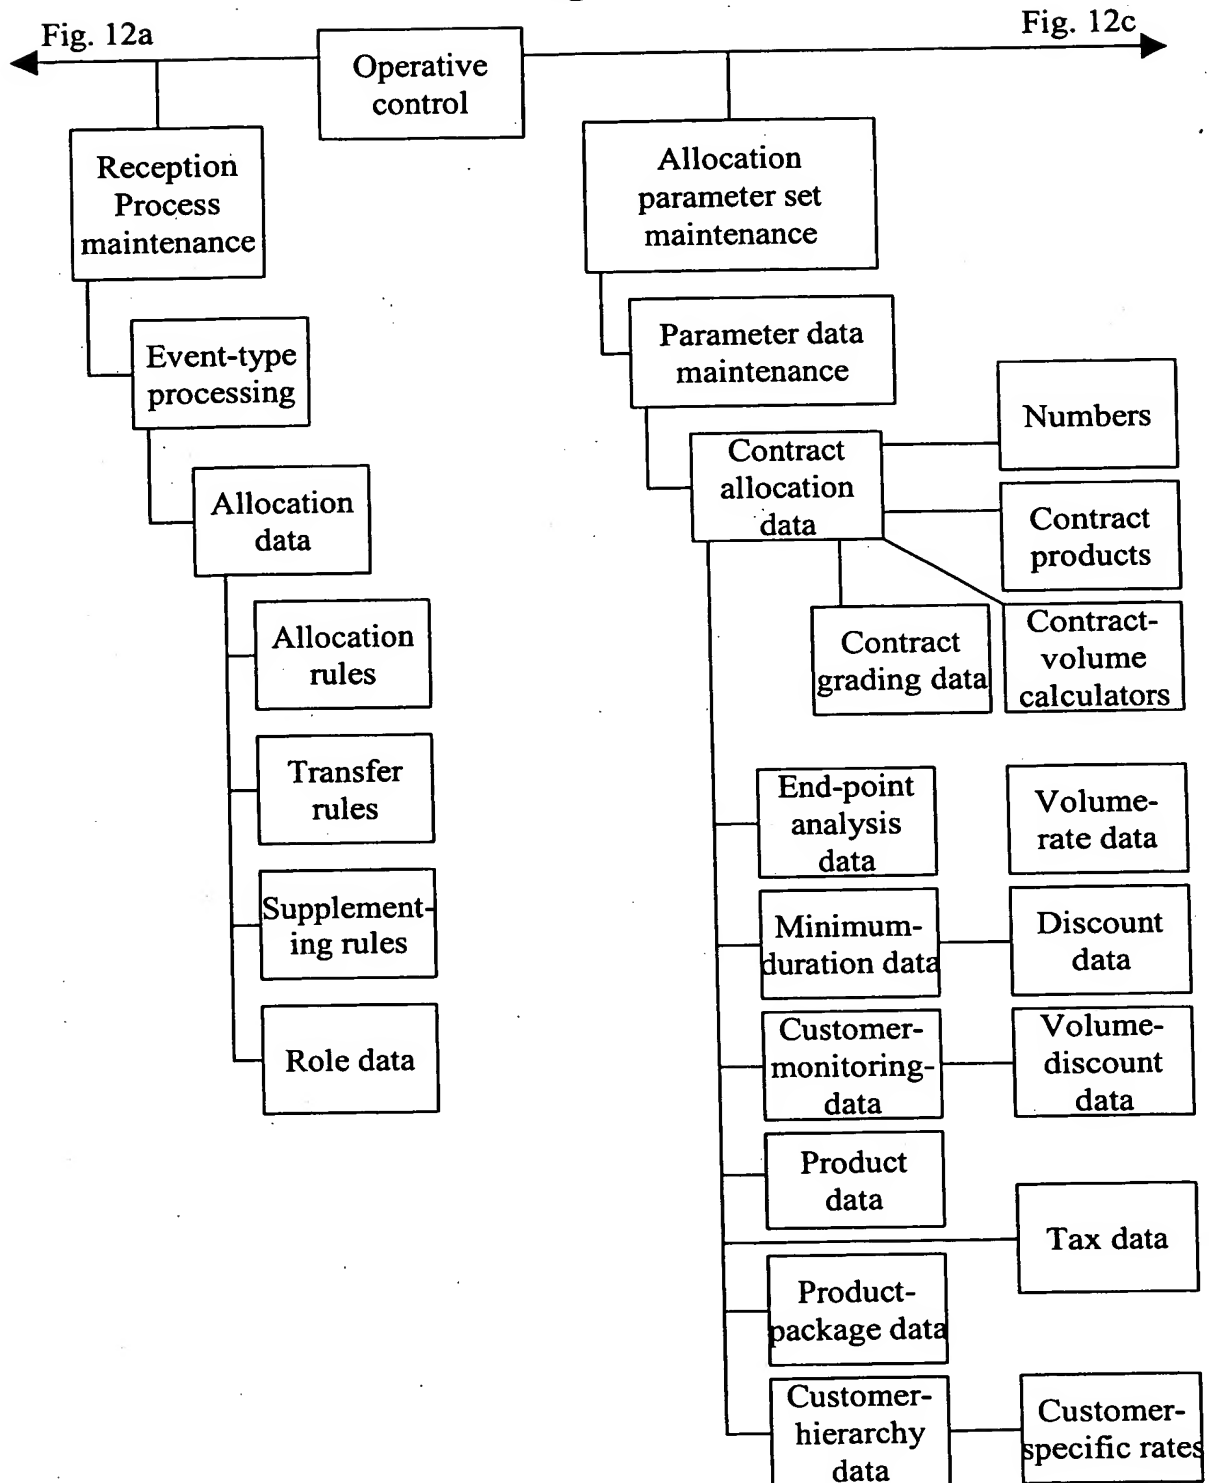 Fig. 12a
Fig. 12c
Operative
control
Reception
Process
maintenance
Allocation
parameter set
maintenance
Event-type
processing
Parameter data
maintenance
Allocation
data
Contract
allocation
data
Numbers
Contract
products
Contract
grading data
Contract-
volume
calculators
Allocation
rules
Transfer
rules
Supplement-
ing rules
Role data
End-point
analysis
data
Volume-
rate data
Minimum-
duration data
Discount
data
Customer-
monitoring-
data
Volume-
discount
data
Product
data
Tax data
Product-
package data
Customer-
hierarchy
data
Customer-
specific rates